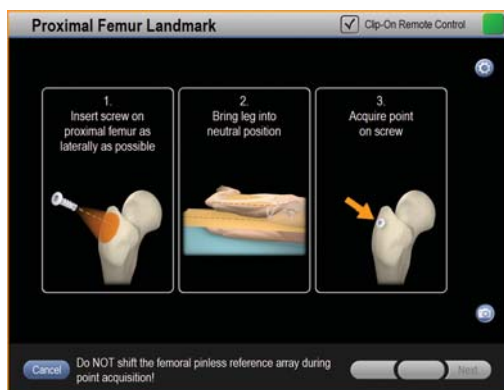 Proximal Femur Landmark
Clip-On Remote Control
1.
Insert screw on
proximal femur as
laterally as possible
2.
Bring leg into
neutral position
3.
Acquire point
on screw
Cancel
Do NOT shift the femoral pinless reference array during
point acquisition!
Next